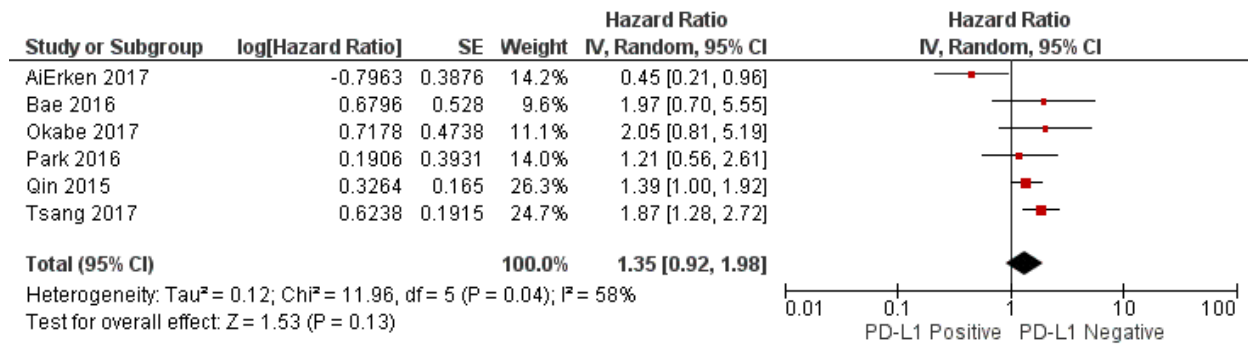 Hazard Ratio Hazard Ratio
Study or Subgroup log[Hazard Ratio] SE Weight IV, Random, 95% CI IV, Random, 95% CI
AiErken 2017 -0.7963 0.3876 14.2% 0.45 [0.21, 0.96]
Bae 2016 0.6796 0.528 9.6% 1.97 [0.70, 5.55]
Okabe 2017 0.7178 0.4738 11.1% 2.05 [0.81, 5.19]
Park 2016 0.1906 0.3931 14.0% 1.21 [0.56, 2.61]
Qin 2015 0.3264 0.165 26.3% 1.39 [1.00, 1.92]
Tsang 2017 0.6238 0.1915 24.7% 1.87 [1.28, 2.72]
Total (95% CI) 100.0% 1.35 [0.92, 1.98]
Heterogeneity: Tau² = 0.12; Chi² = 11.96, df = 5 (P = 0.04); I² = 58%
Test for overall effect: Z = 1.53 (P = 0.13)
0.01 0.1 1 10 100
PD-L1 Positive PD-L1 Negative